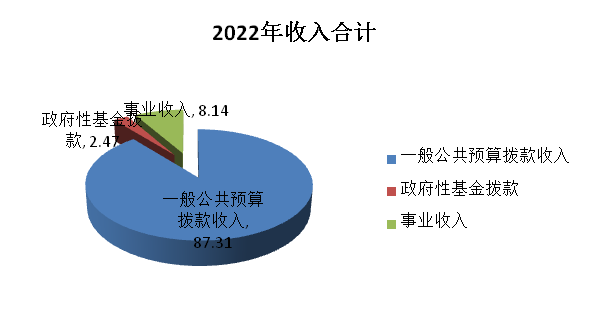 2022年收入合计
事业收入, 8.14
政府性基金拨
款, 2.47
一般公共预算
拨款收入,
87.31
一般公共预算拨款收入
政府性基金拨款
事业收入